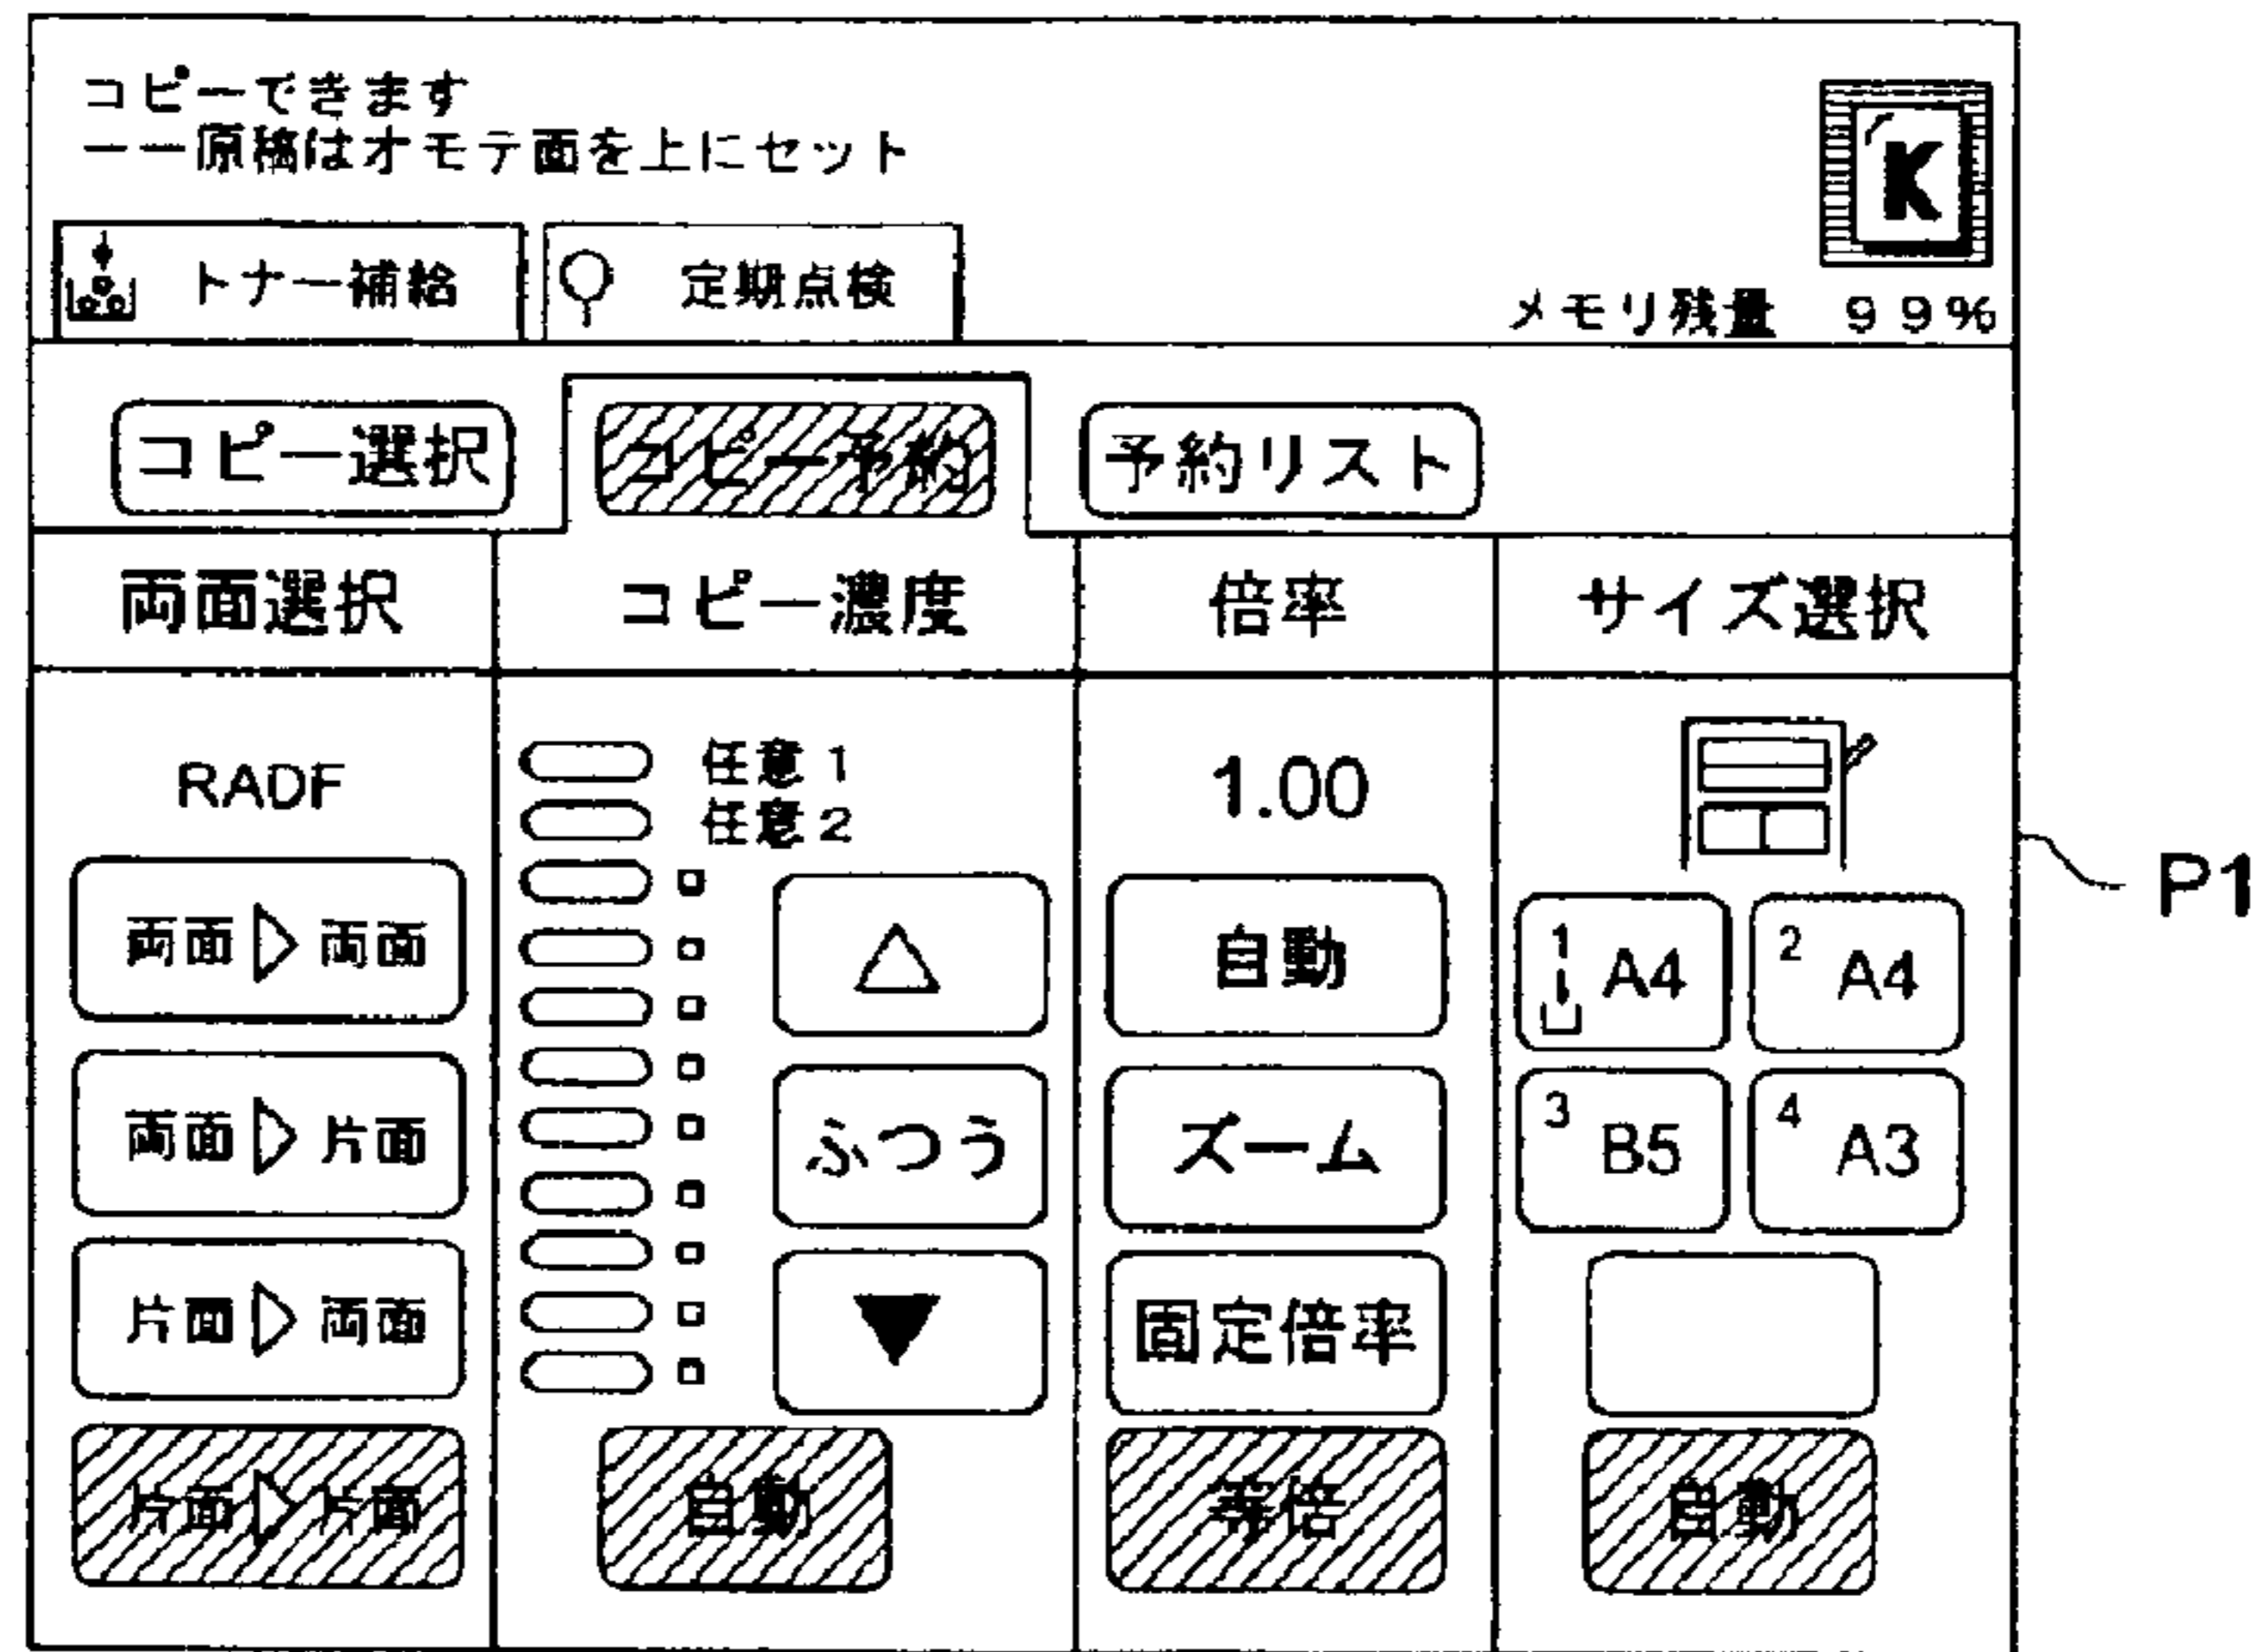 コピーできます
ーー原稿はオモテ面を上にセット
K
トナー補給 定期点検
メモリ残量 99%
コピー選択 コピー予約 予約リスト
両面選択 コピー濃度 倍率 サイズ選択
RADF
両面▷両面
両面▷片面
片面▷両面
片面▷片面
任意1
任意2
△
ふつう
▼
自動
1.00
自動
ズーム
固定倍率
等倍
1 A4
2 A4
3 B5
4 A3
自動
P1